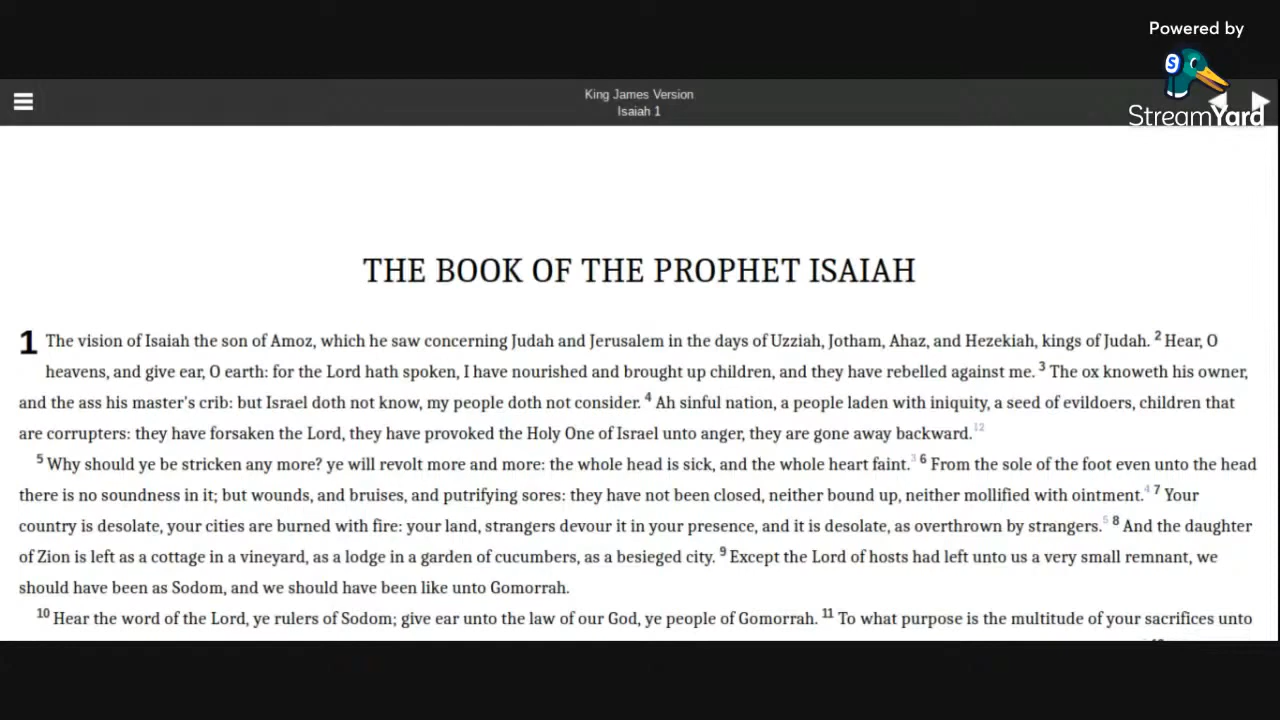 Powered by
StreamYard
King James Version
Isaiah 1
THE BOOK OF THE PROPHET ISAIAH
1 The vision of Isaiah the son of Amoz, which he saw concerning Judah and Jerusalem in the days of Uzziah, Jotham, Ahaz, and Hezekiah, kings of Judah. 2 Hear, O
heavens, and give ear, O earth: for the Lord hath spoken, I have nourished and brought up children, and they have rebelled against me. 3 The ox knoweth his owner,
and the ass his master's crib: but Israel doth not know, my people doth not consider. 4 Ah sinful nation, a people laden with iniquity, a seed of evildoers, children that
are corrupters: they have forsaken the Lord, they have provoked the Holy One of Israel unto anger, they are gone away backward.12
5 Why should ye be stricken any more? ye will revolt more and more: the whole head is sick, and the whole heart faint.3 6 From the sole of the foot even unto the head
there is no soundness in it; but wounds, and bruises, and putrifying sores: they have not been closed, neither bound up, neither mollified with ointment.4 7 Your
country is desolate, your cities are burned with fire: your land, strangers devour it in your presence, and it is desolate, as overthrown by strangers.5 8 And the daughter
of Zion is left as a cottage in a vineyard, as a lodge in a garden of cucumbers, as a besieged city. 9 Except the Lord of hosts had left unto us a very small remnant, we
should have been as Sodom, and we should have been like unto Gomorrah.
10 Hear the word of the Lord, ye rulers of Sodom; give ear unto the law of our God, ye people of Gomorrah. 11 To what purpose is the multitude of your sacrifices unto